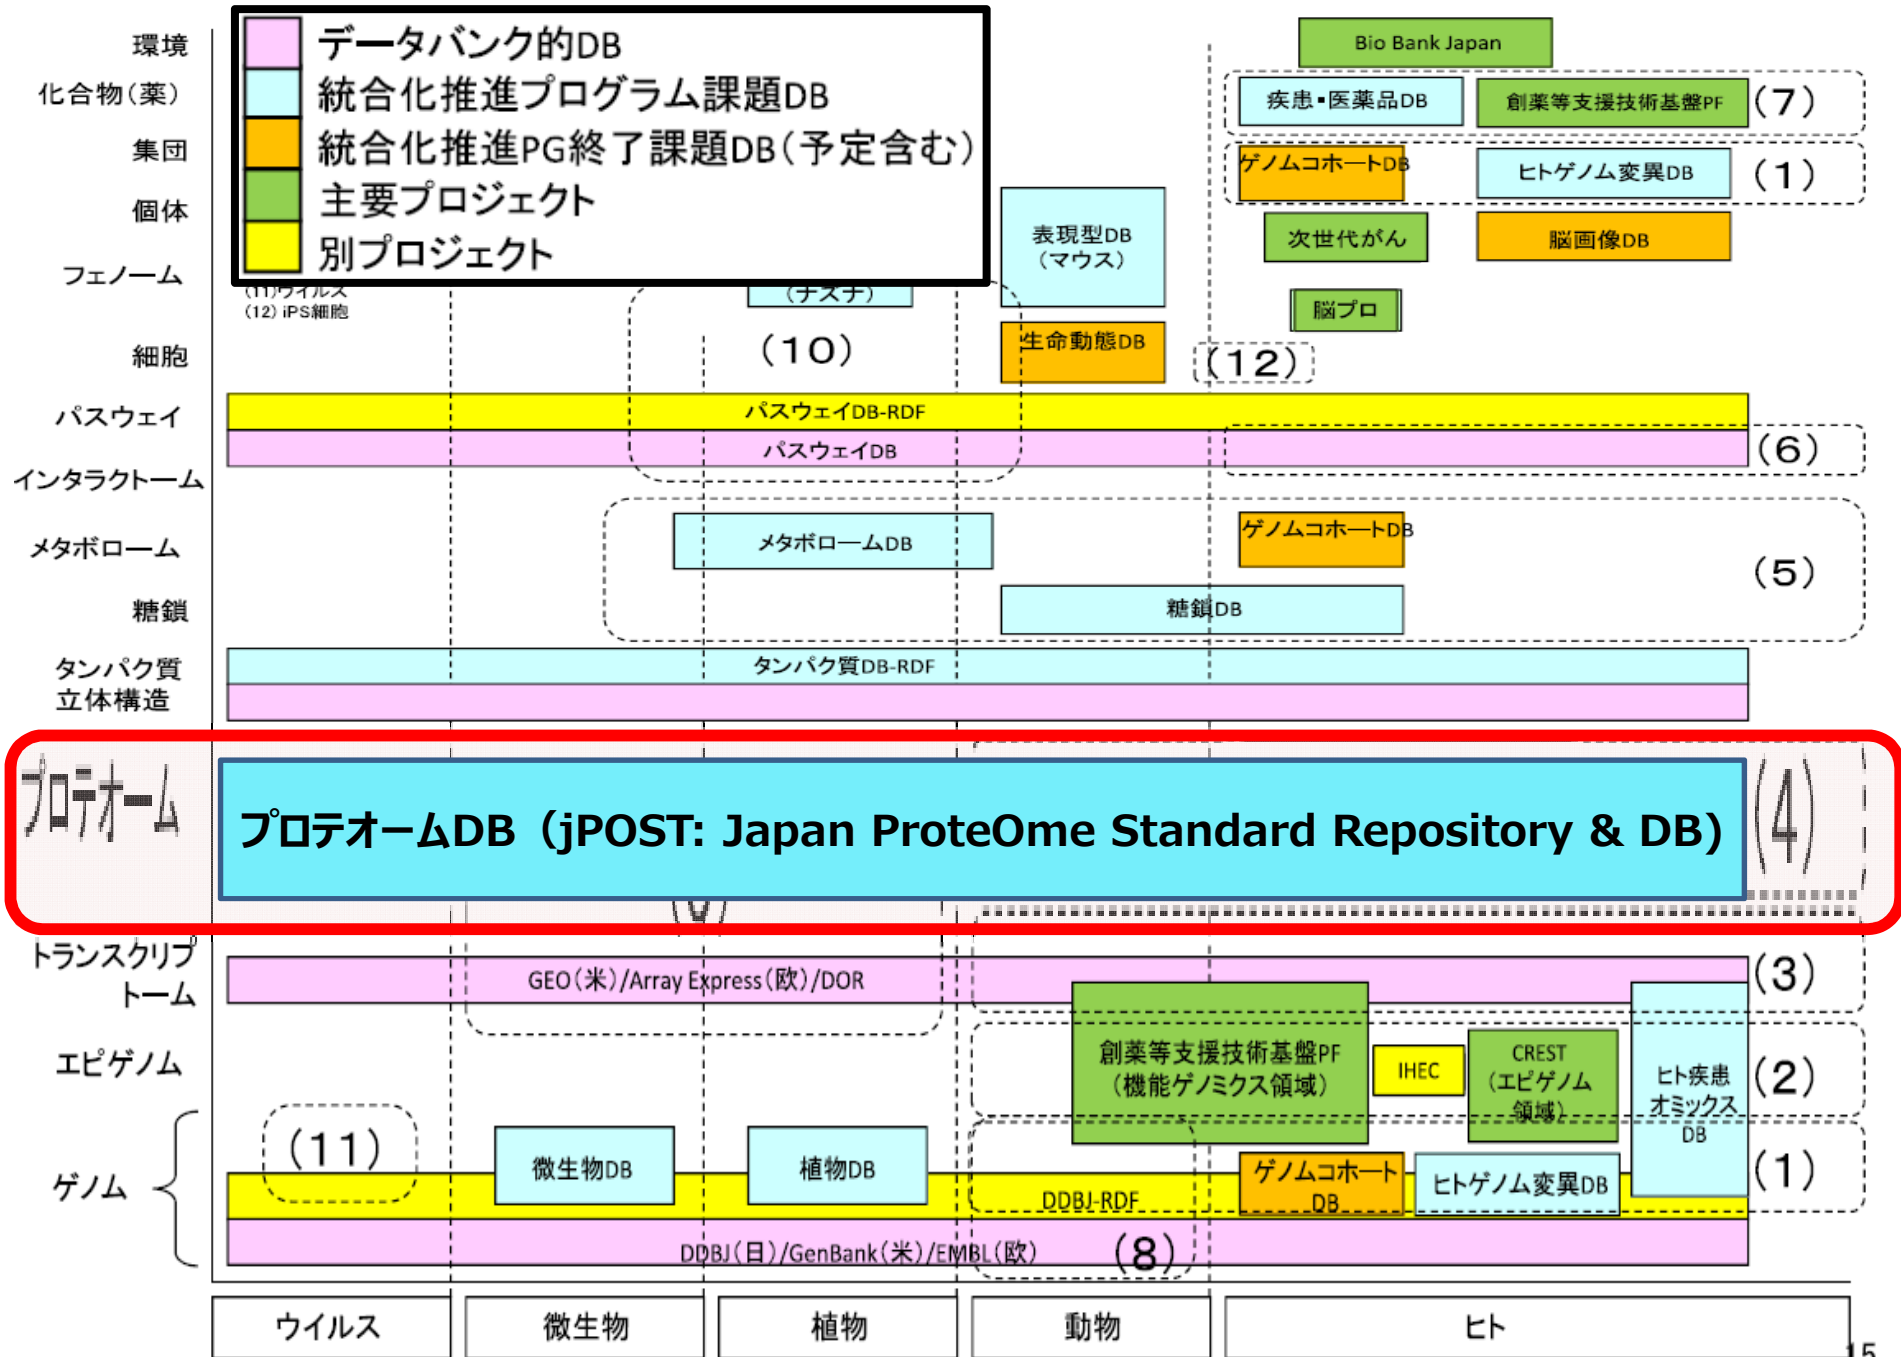 データバンク的DB
統合化推進プログラム課題DB
統合化推進PG終了課題DB(予定含む)
主要プロジェクト
別プロジェクト
(11)ウイルス
(12) iPS細胞
環境
Bio Bank Japan
化合物(薬)
疾患・医薬品DB
創薬等支援技術基盤PF
(7)
集団
ゲノムコホートDB
ヒトゲノム変異DB
(1)
個体
表現型DB
(マウス)
次世代がん
脳画像DB
フェノーム
(ナズナ)
脳プロ
細胞
(10)
生命動態DB
(12)
パスウェイ
パスウェイDB-RDF
パスウェイDB
(6)
インタラクトーム
メタボローム
メタボロームDB
ゲノムコホートDB
(5)
糖鎖
糖鎖DB
タンパク質
立体構造
タンパク質DB-RDF
プロテオーム
プロテオームDB(jPOST: Japan ProteOme Standard Repository & DB)
(4)
トランスクリプ
トーム
GEO(米)/Array Express(欧)/DOR
(3)
エピゲノム
創薬等支援技術基盤PF
(機能ゲノミクス領域)
IHEC
CREST
(エピゲノム
領域)
ヒト疾患
オミックス
DB
(2)
ゲノム
(11)
微生物DB
植物DB
DDBJ-RDF
ゲノムコホート
DB
ヒトゲノム変異DB
(1)
DDBJ(日)/GenBank(米)/EMBL(欧)
(8)
ウイルス
微生物
植物
動物
ヒト
15